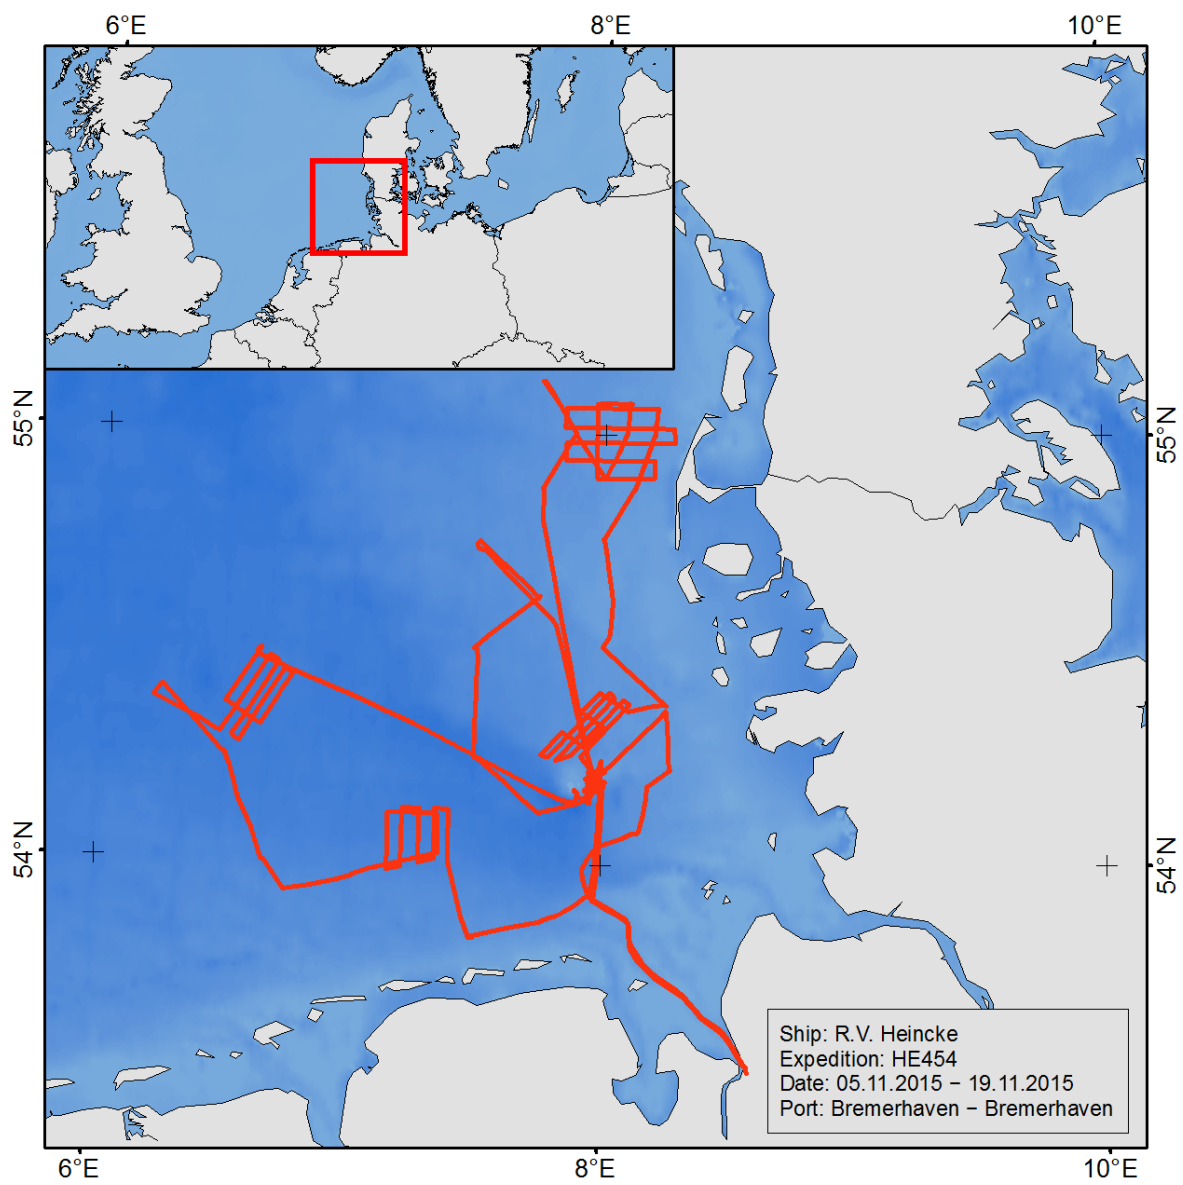 6°E 8°E 10°E
55°N 55°N
54°N 54°N
Ship: R.V. Heincke
Expedition: HE454
Date: 05.11.2015 – 19.11.2015
Port: Bremerhaven – Bremerhaven
6°E 8°E 10°E